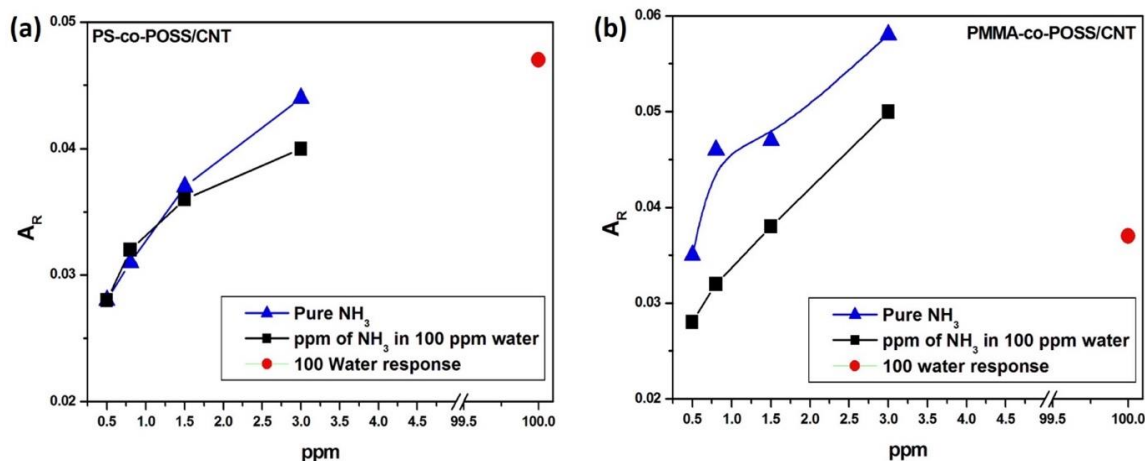 (a)
PS-co-POSS/CNT
0.05
0.04
0.03
0.02
A_R
Pure NH₃
ppm of NH₃ in 100 ppm water
100 Water response
0.5 1.0 1.5 2.0 2.5 3.0 3.5 4.0 4.5 99.5 100.0
ppm
(b)
PMMA-co-POSS/CNT
0.06
0.05
0.04
0.03
0.02
A_R
Pure NH₃
ppm of NH₃ in 100 ppm water
100 water response
0.5 1.0 1.5 2.0 2.5 3.0 3.5 4.0 4.5 99.5 100.0
ppm